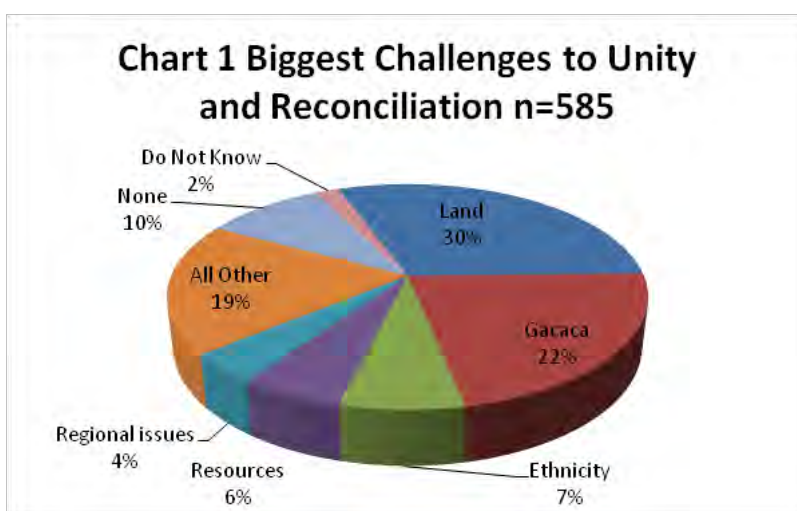 Chart 1 Biggest Challenges to Unity
and Reconciliation n=585
Do Not Know
2%
None
10%
Land
30%
All Other
19%
Gacaca
22%
Regional issues
4%
Resources
6%
Ethnicity
7%